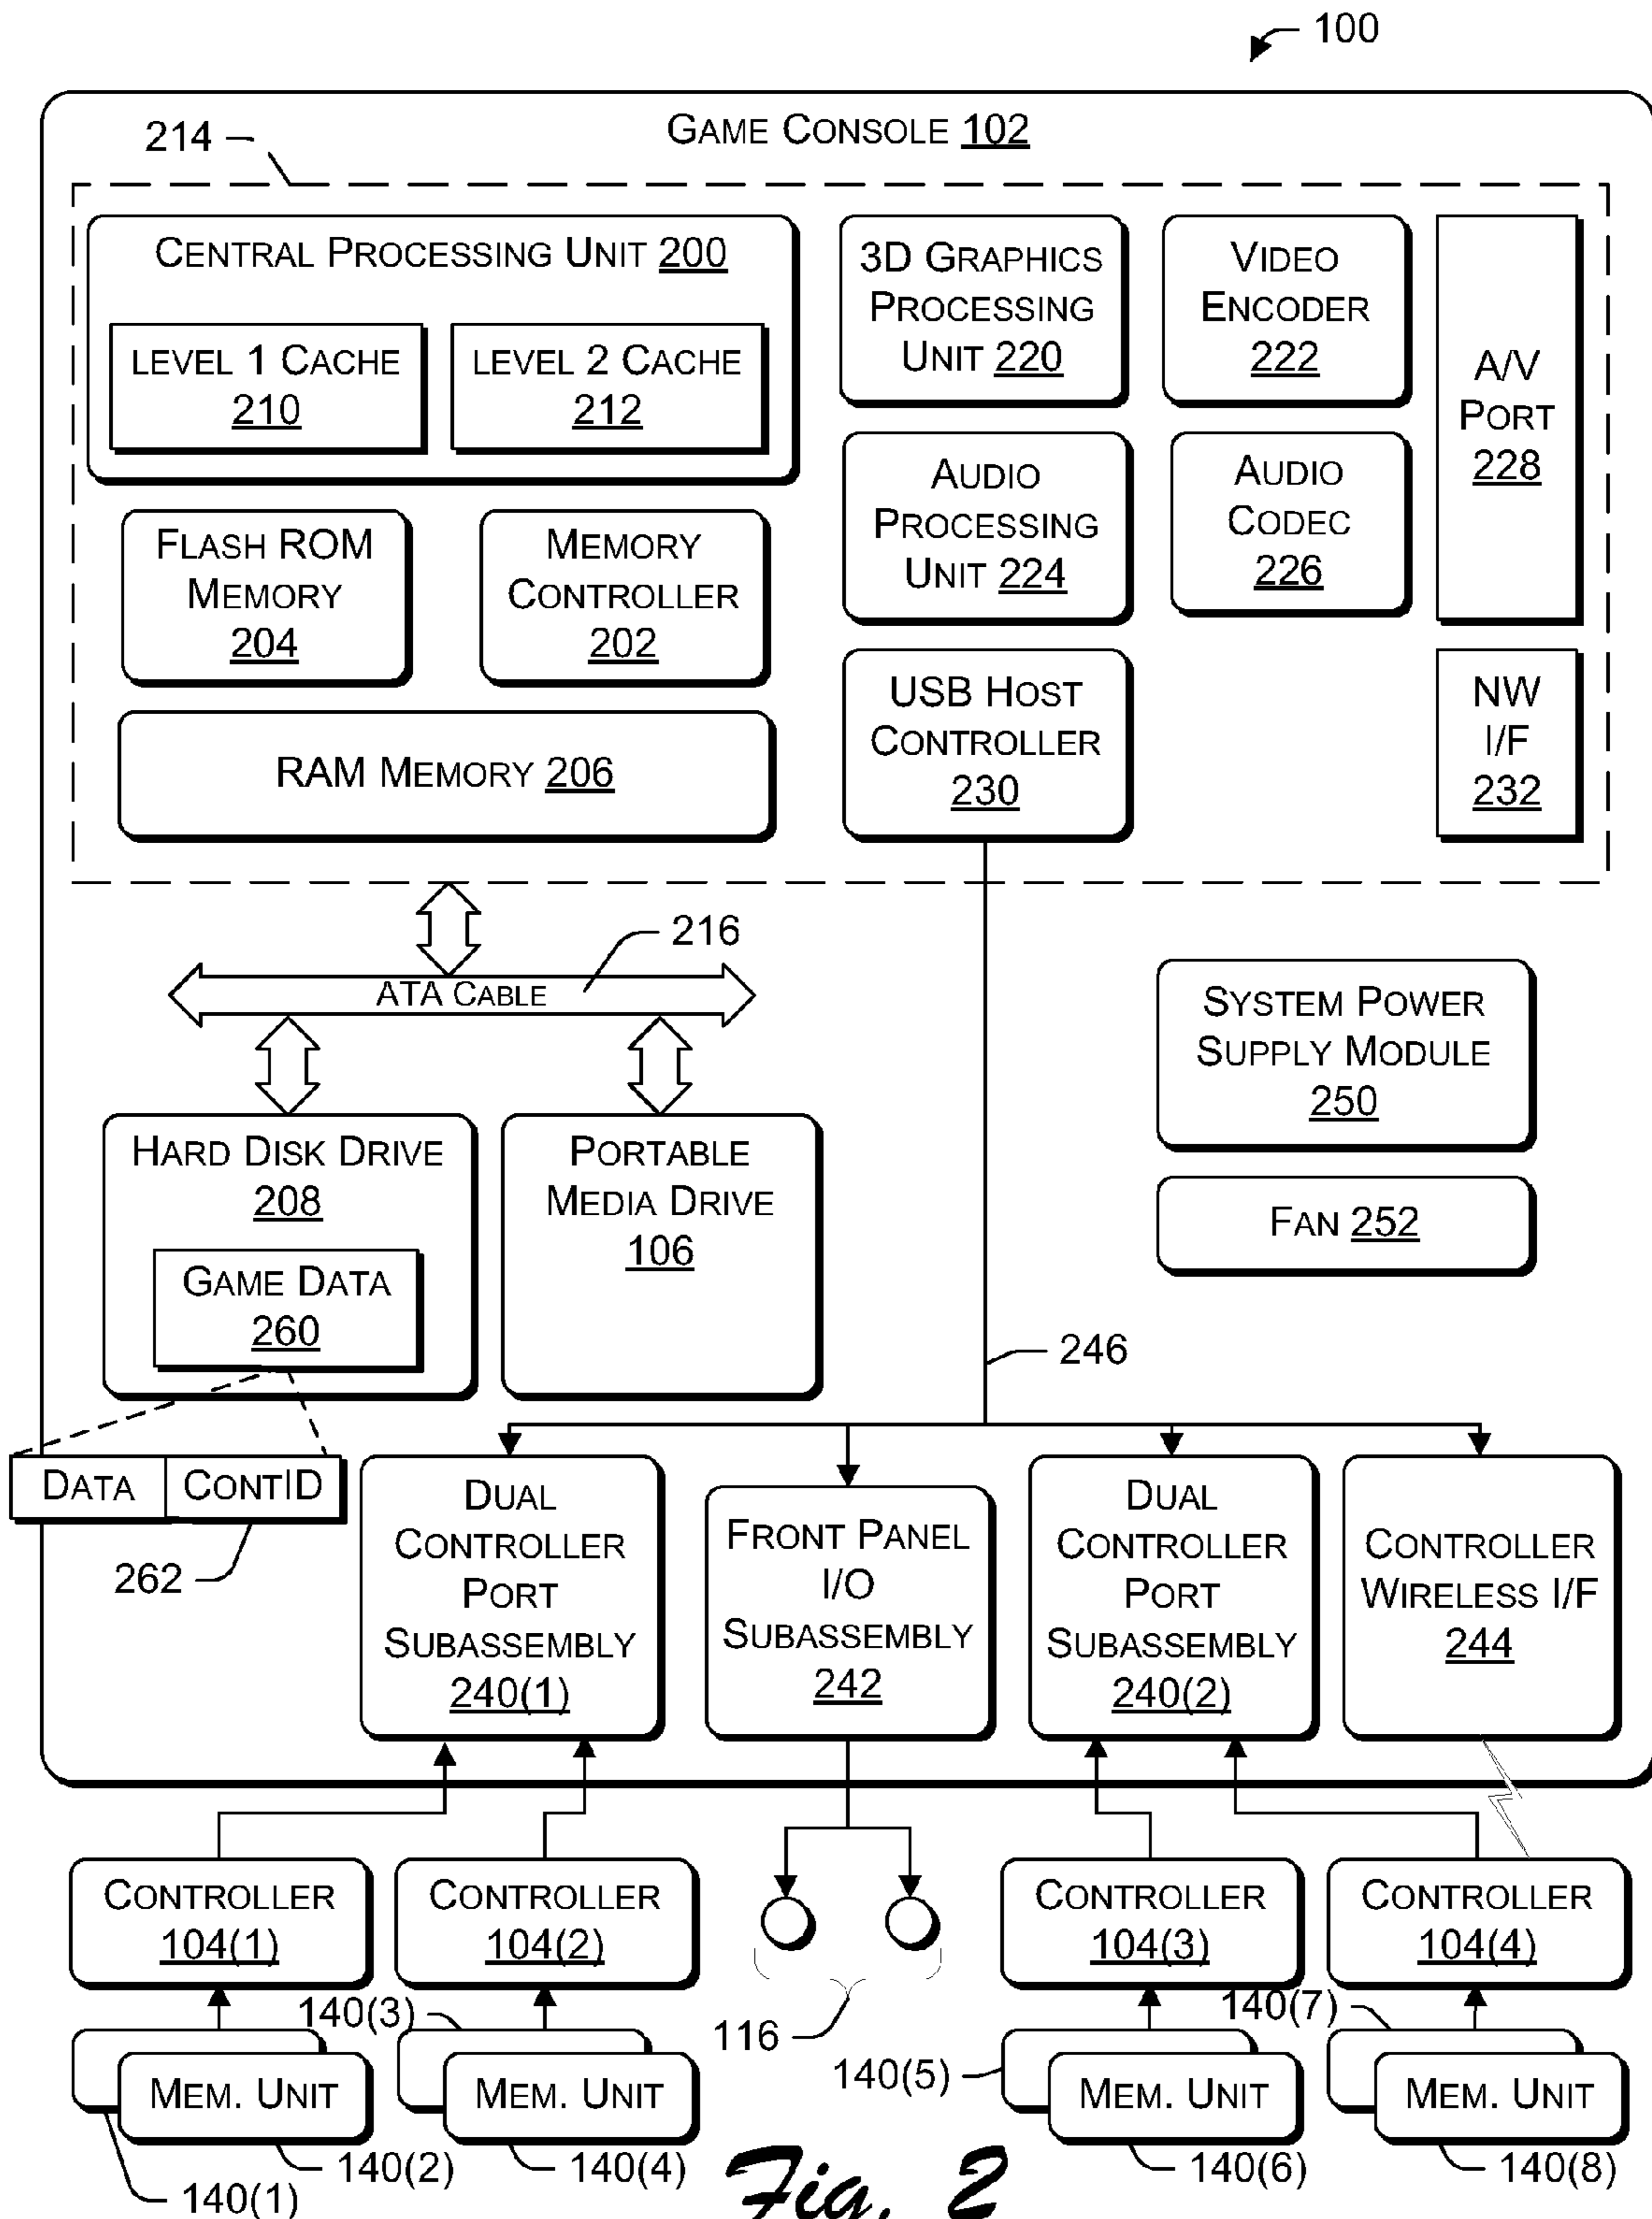 100
GAME CONSOLE 102
214
CENTRAL PROCESSING UNIT 200
LEVEL 1 CACHE
210
LEVEL 2 CACHE
212
3D GRAPHICS
PROCESSING
UNIT 220
VIDEO
ENCODER
222
A/V
PORT
228
AUDIO
PROCESSING
UNIT 224
AUDIO
CODEC
226
FLASH ROM
MEMORY
204
MEMORY
CONTROLLER
202
USB HOST
CONTROLLER
230
NW
I/F
232
RAM MEMORY 206
216
ATA CABLE
SYSTEM POWER
SUPPLY MODULE
250
HARD DISK DRIVE
208
GAME DATA
260
PORTABLE
MEDIA DRIVE
106
FAN 252
246
DATA
CONTID
262
DUAL
CONTROLLER
PORT
SUBASSEMBLY
240(1)
FRONT PANEL
I/O
SUBASSEMBLY
242
DUAL
CONTROLLER
PORT
SUBASSEMBLY
240(2)
CONTROLLER
WIRELESS I/F
244
CONTROLLER
104(1)
CONTROLLER
104(2)
CONTROLLER
104(3)
CONTROLLER
104(4)
140(3)
116
140(5)
140(7)
MEM. UNIT
MEM. UNIT
MEM. UNIT
MEM. UNIT
140(1)
140(2)
140(4)
140(6)
140(8)
Fig. 2